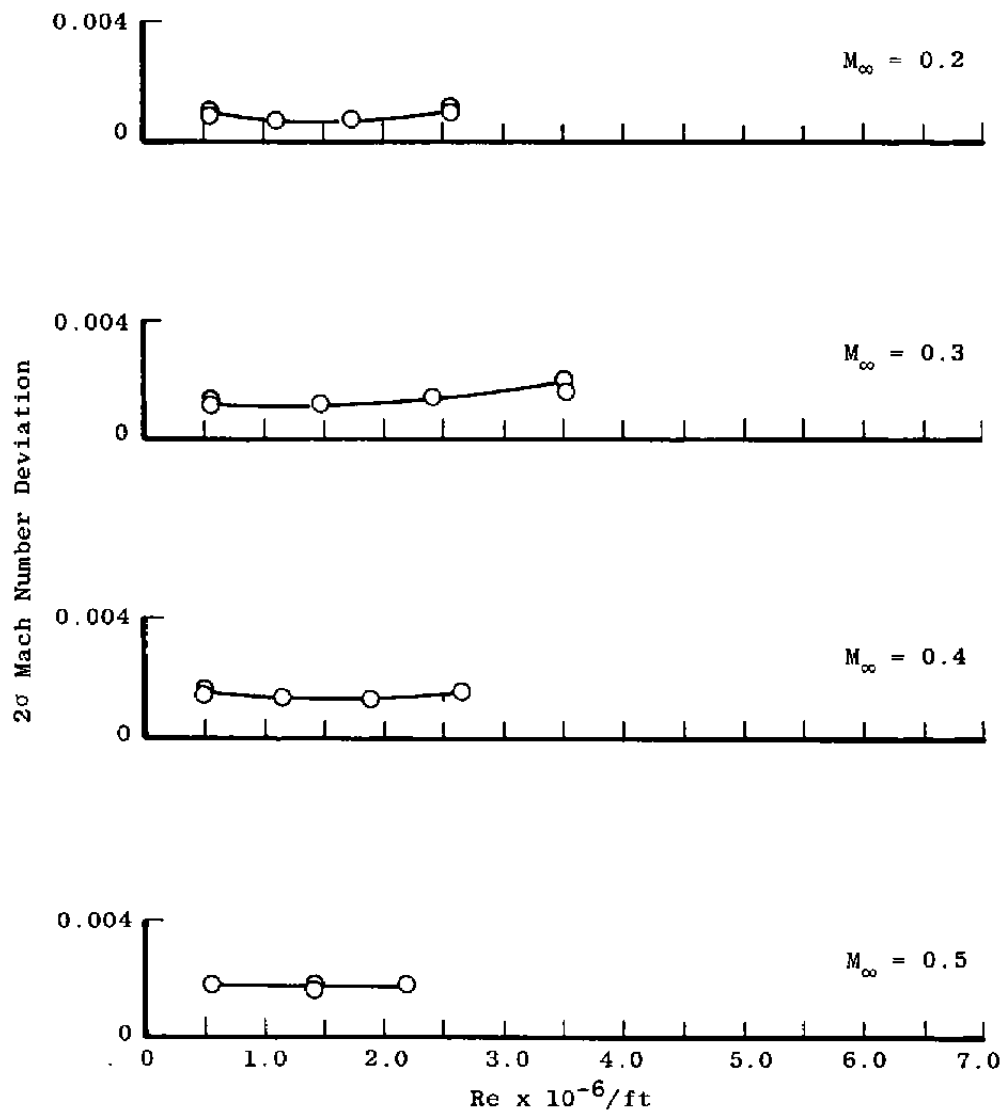 0.004
M∞ = 0.2
0
0.004
M∞ = 0.3
0
2σ Mach Number Deviation
0.004
M∞ = 0.4
0
0.004
M∞ = 0.5
0
0 1.0 2.0 3.0 4.0 5.0 6.0 7.0
Re x 10⁻⁶/ft